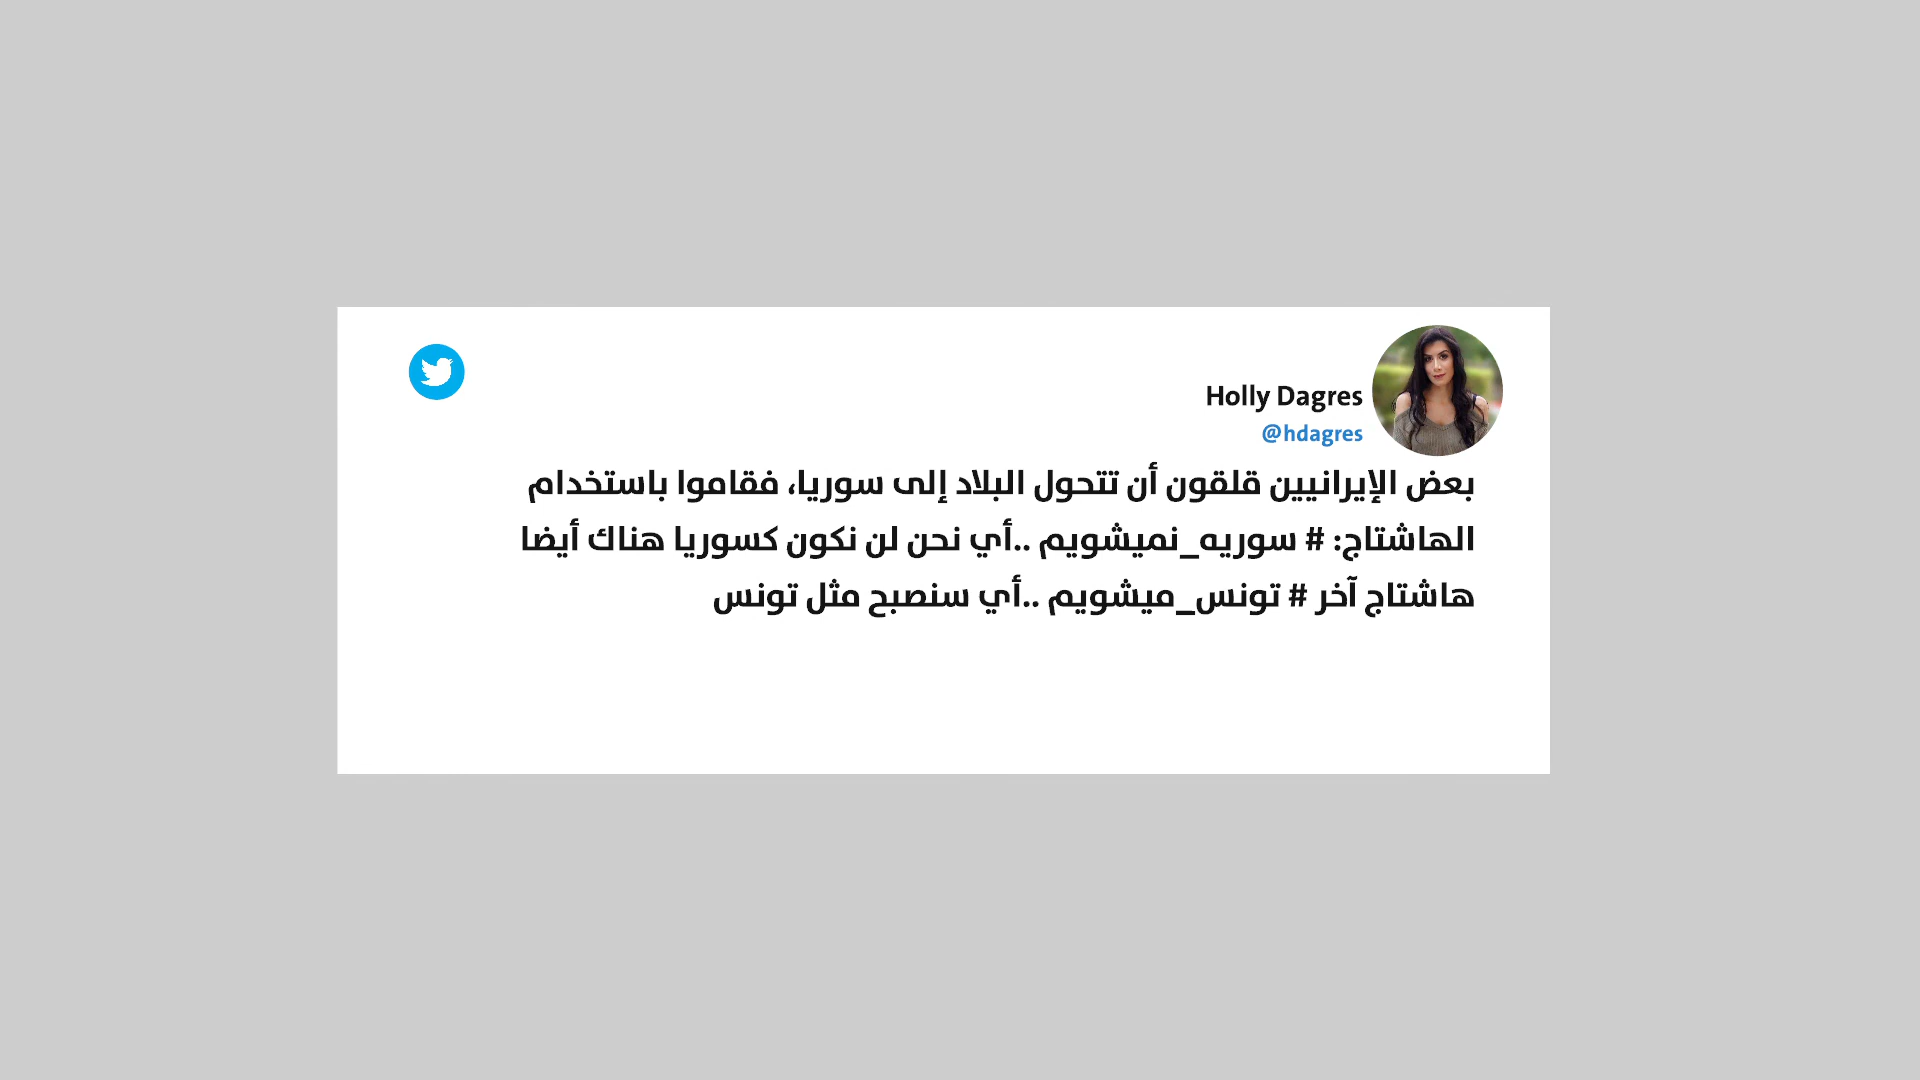 Holly Dagres
@hdagres
بعض الإيرانيين قلقون أن تتحول البلاد إلى سوريا، فقاموا باستخدام
الهاشتاج: # سوريه_نميشويم ..أي نحن لن نكون كسوريا هناك أيضا
هاشتاج آخر # تونس_ميشويم ..أي سنصبح مثل تونس